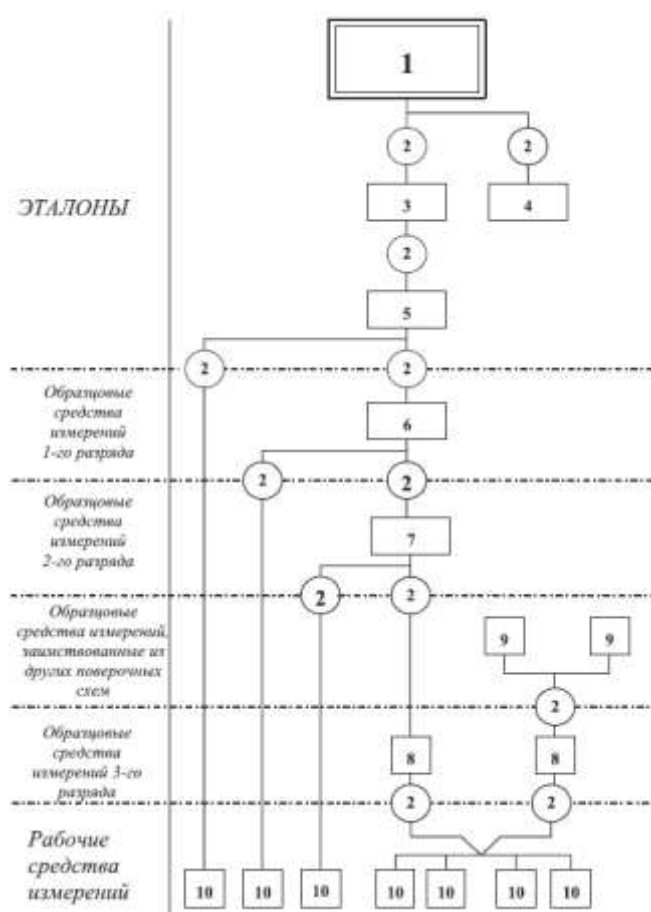 1
2
2
ЭТАЛОНЫ
3
4
2
5
2
2
Образцовые
средства
измерений
1-го разряда
6
2
2
Образцовые
средства
измерений
2-го разряда
7
2
2
Образцовые
средства измерений,
заимствованные из
других поверочных
схем
9
9
2
Образцовые
средства
измерений 3-го
разряда
8
8
2
2
Рабочие
средства
измерений
10
10
10
10
10
10
10